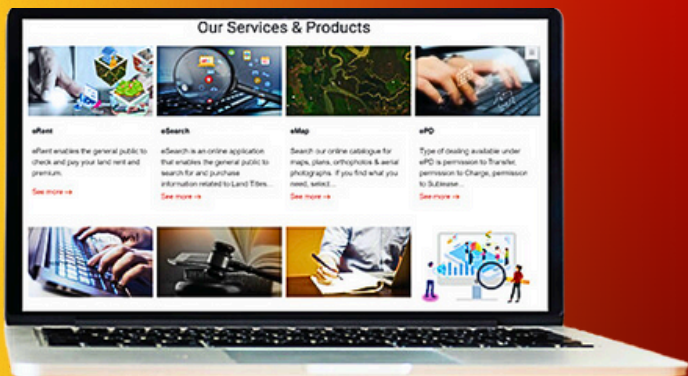 Our Services & Products
eRent
eRent enables the general public to
check and pay your land rent and
premium.
See more →
eSearch
eSearch is an online application
that enables the general public to
search for and purchase
information related to Land Titles...
See more →
eMap
Search our online catalogue for
maps, plans, orthophotos & aerial
photographs. If you find what you
need, select...
See more →
ePD
Type of dealing available under
ePD is permission to Transfer,
permission to Charge, permission
to Sublease...
See more →